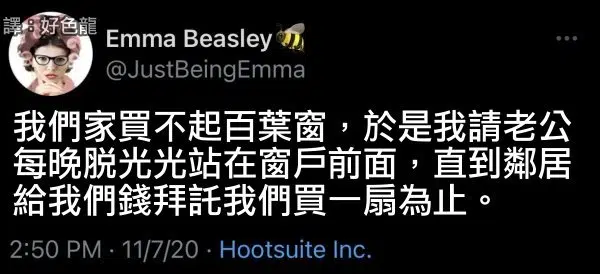 譯：好色龍
Emma Beasley🐝
@JustBeingEmma
我們家買不起百葉窗，於是我請老公
每晚脱光光站在窗戶前面，直到鄰居
給我們錢拜託我們買一扇為止。
2:50 PM · 11/7/20 · Hootsuite Inc.